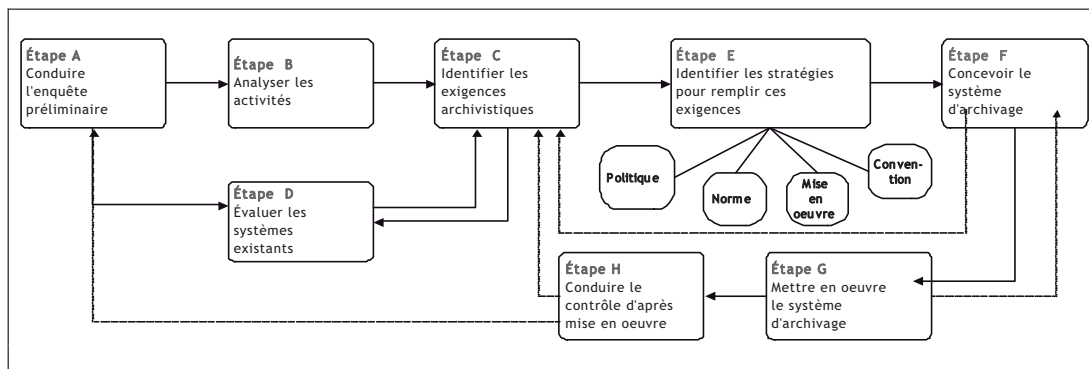 Étape A
Conduire
l'enquête
préliminaire
Étape B
Analyser les
activités
Étape C
Identifier les
exigences
archivistiques
Étape E
Identifier les stratégies
pour remplir ces
exigences
Étape F
Concevoir le
système
d'archivage
Politique
Norme
Mise
en
oeuvre
Conven-
tion
Étape D
Évaluer les
systèmes
existants
Étape H
Conduire le
contrôle d'après
mise en oeuvre
Étape G
Mettre en oeuvre
le système
d'archivage